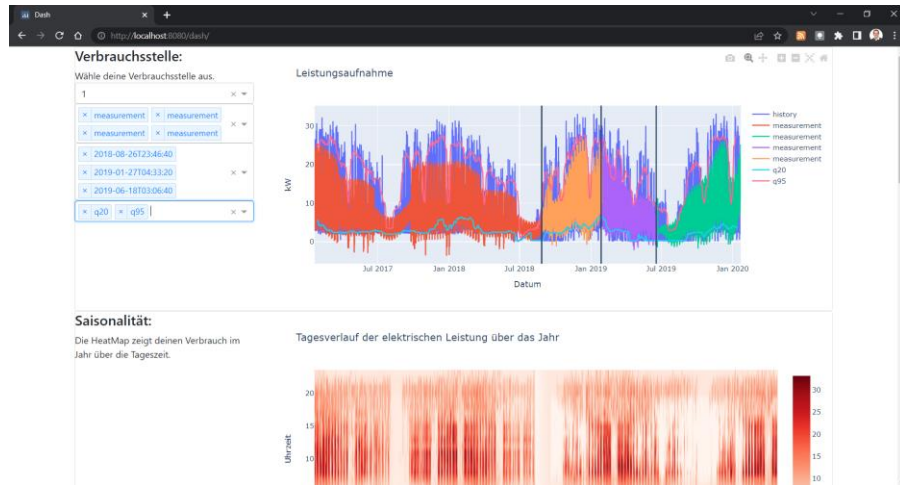 Dash
http://localhost:8080/dash/
Verbrauchsstelle:
Wähle deine Verbrauchsstelle aus.
1
× measurement × measurement
× measurement × measurement
× 2018-08-26T23:46:40
× 2019-01-27T04:33:20
× 2019-06-18T03:06:40
× q20 × q95
Leistungsaufnahme
30
20
10
0
kW
Jul 2017 Jan 2018 Jul 2018 Jan 2019 Jul 2019 Jan 2020
Datum
history
measurement
measurement
measurement
measurement
q20
q95
Saisonalität:
Die HeatMap zeigt deinen Verbrauch im
Jahr über die Tageszeit.
Tagesverlauf der elektrischen Leistung über das Jahr
20
15
10
Uhrzeit
30
25
20
15
10